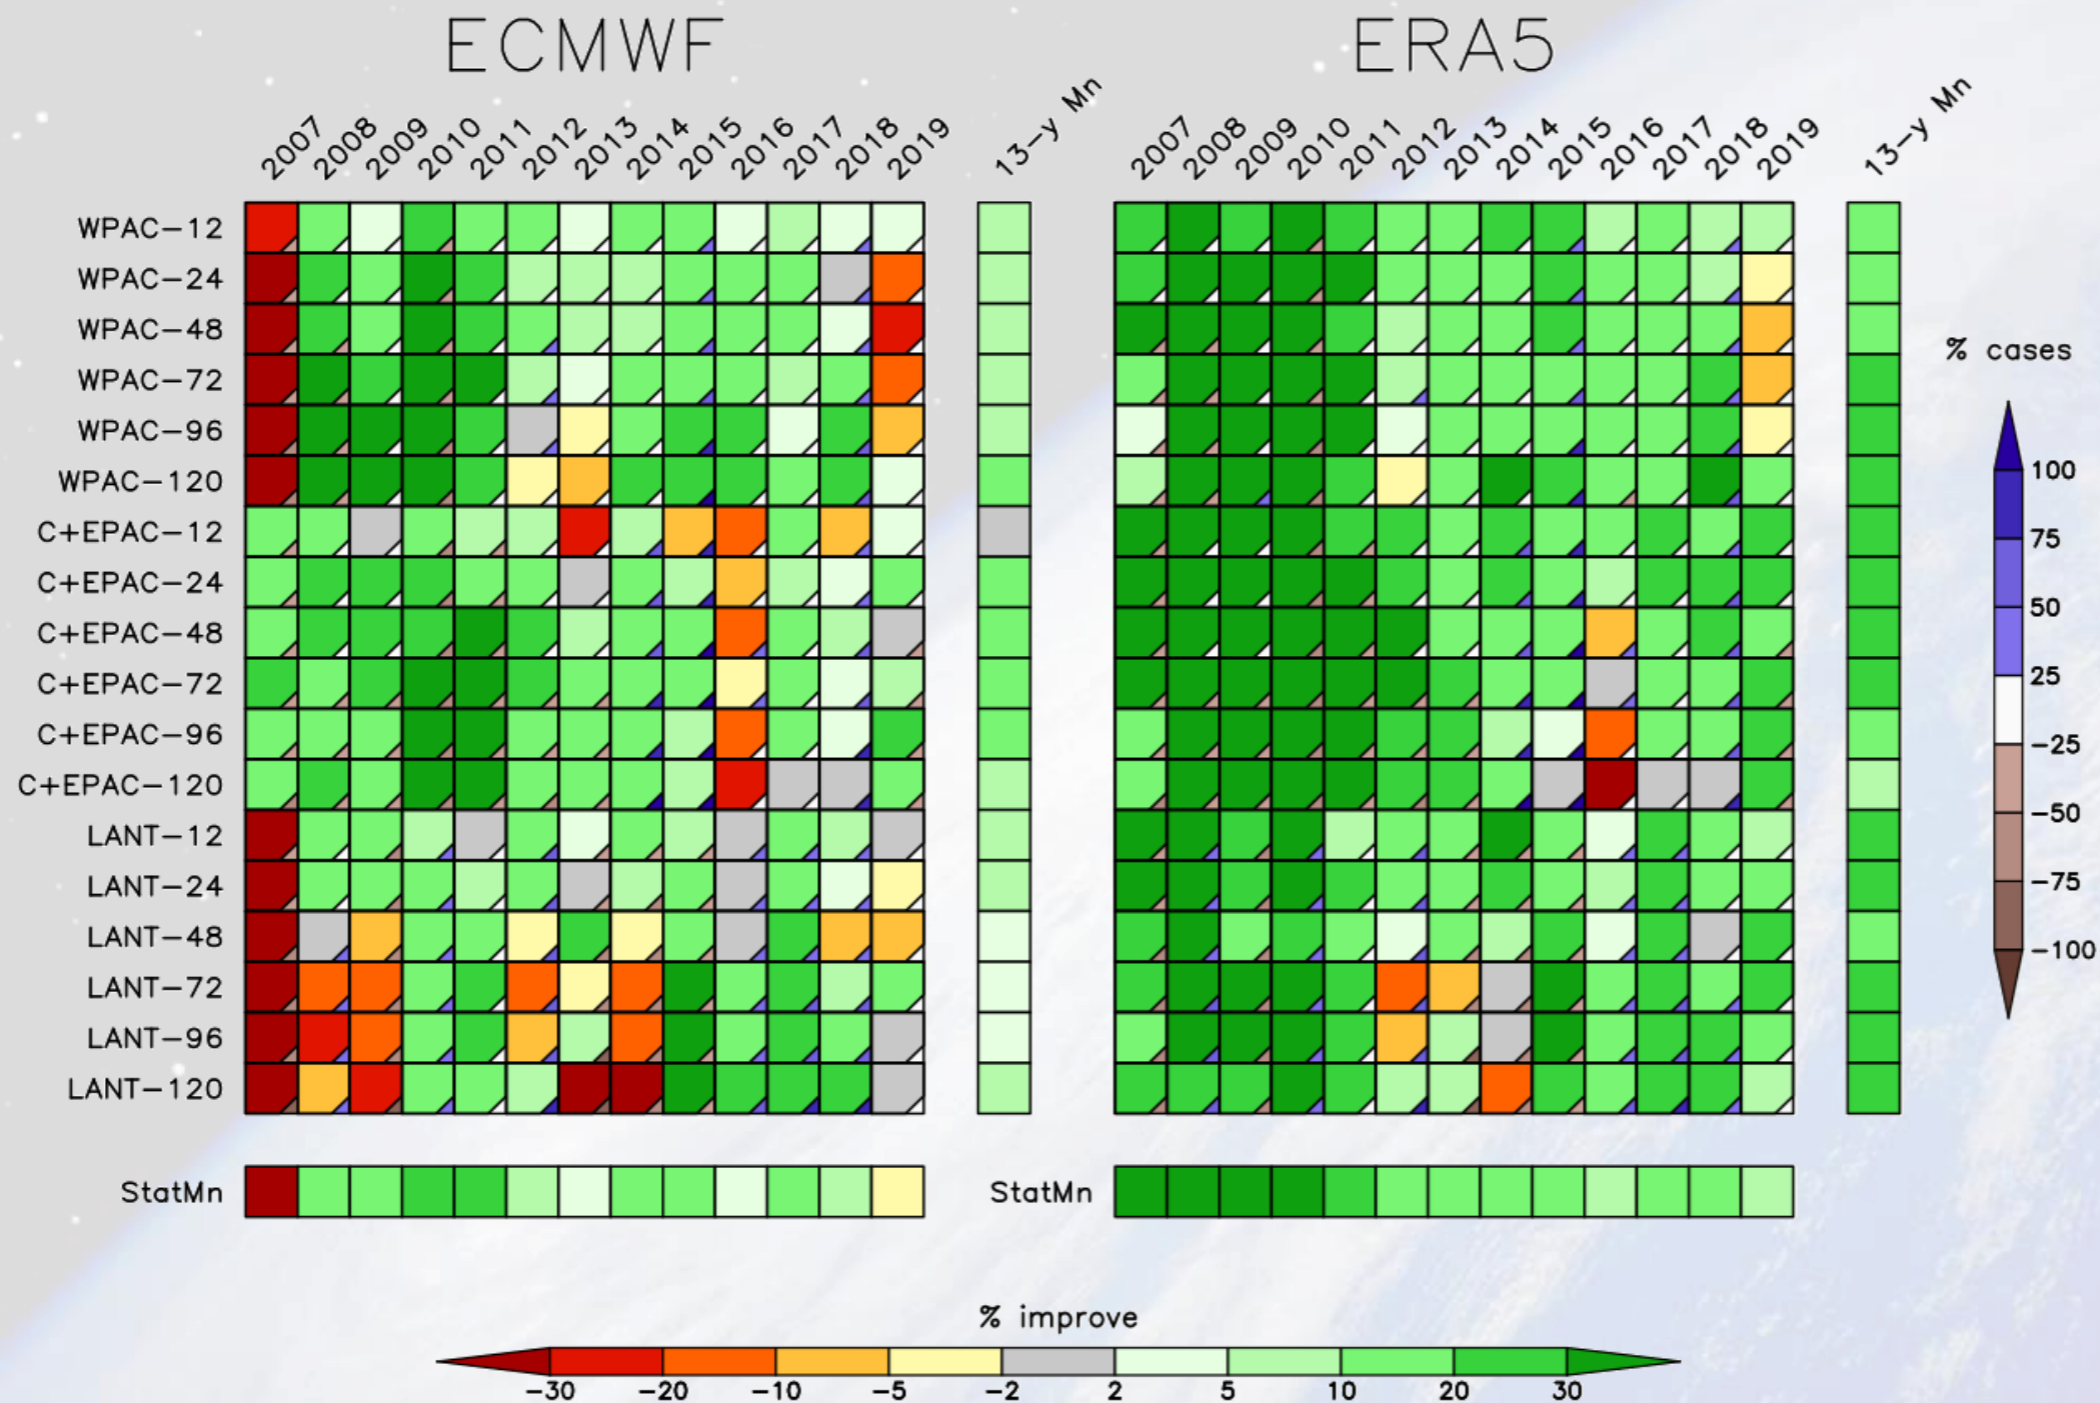 ECMWF ERA5
2007 2008 2009 2010 2011 2012 2013 2014 2015 2016 2017 2018 2019 13-y Mn 2007 2008 2009 2010 2011 2012 2013 2014 2015 2016 2017 2018 2019 13-y Mn
WPAC-12
WPAC-24
WPAC-48
% cases
WPAC-72
WPAC-96
WPAC-120
100
C+EPAC-12
75
C+EPAC-24
50
C+EPAC-48
25
C+EPAC-72
-25
C+EPAC-96
C+EPAC-120
-50
LANT-12
-75
LANT-24
LANT-48
-100
LANT-72
LANT-96
LANT-120
StatMn StatMn
% improve
-30 -20 -10 -5 -2 2 5 10 20 30